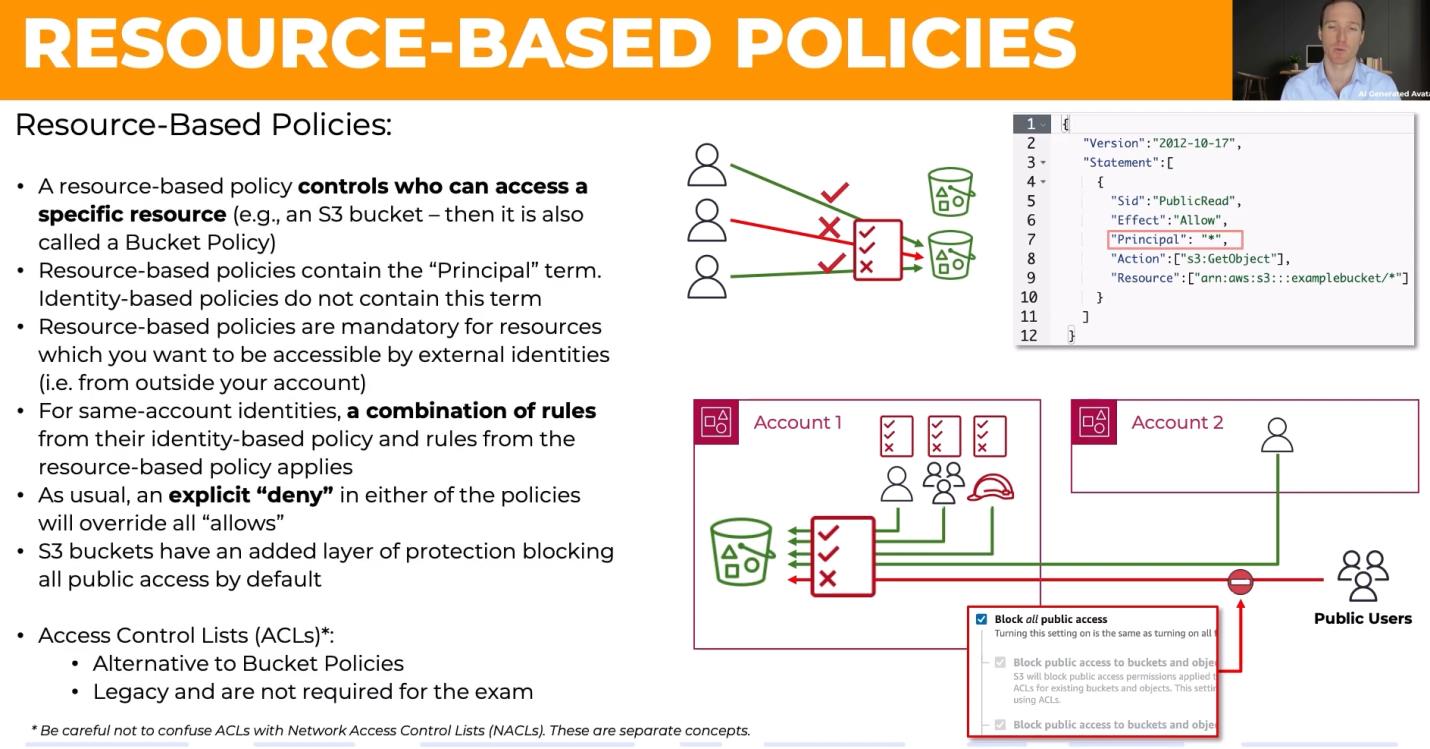 RESOURCE-BASED POLICIES
Resource-Based Policies:
• A resource-based policy controls who can access a
specific resource (e.g., an S3 bucket – then it is also
called a Bucket Policy)
• Resource-based policies contain the “Principal” term.
Identity-based policies do not contain this term
• Resource-based policies are mandatory for resources
which you want to be accessible by external identities
(i.e. from outside your account)
• For same-account identities, a combination of rules
from their identity-based policy and rules from the
resource-based policy applies
• As usual, an explicit “deny” in either of the policies
will override all “allows”
• S3 buckets have an added layer of protection blocking
all public access by default
• Access Control Lists (ACLs)*:
• Alternative to Bucket Policies
• Legacy and are not required for the exam
* Be careful not to confuse ACLs with Network Access Control Lists (NACLs). These are separate concepts.
AI Generated Avata
1 {
2 "Version":"2012-10-17",
3 "Statement":[
4 {
5 "Sid":"PublicRead",
6 "Effect":"Allow",
7 "Principal": "*",
8 "Action":["s3:GetObject"],
9 "Resource":["arn:aws:s3:::examplebucket/*"]
10 }
11 ]
12 }
Account 1
Account 2
Public Users
Block all public access
Turning this setting on is the same as turning on all
Block public access to buckets and obje
S3 will block public access permissions applied t
ACLs for existing buckets and objects. This setti
using ACLs.
Block public access to buckets and obje